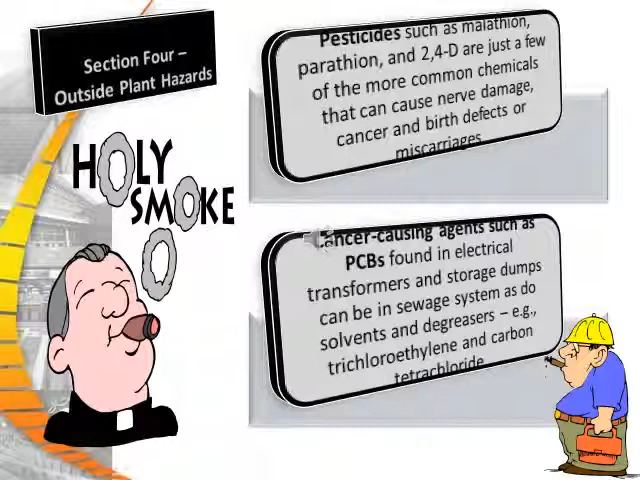 Section Four –
Outside Plant Hazards
HOLY
SMOKE
Pesticides such as malathion,
parathion, and 2,4-D are just a few
of the more common chemicals
that can cause nerve damage,
cancer and birth defects or
miscarriages
Cancer-causing agents such as
PCBs found in electrical
transformers and storage dumps
can be in sewage system as do
solvents and degreasers – e.g.,
trichloroethylene and carbon
tetrachloride